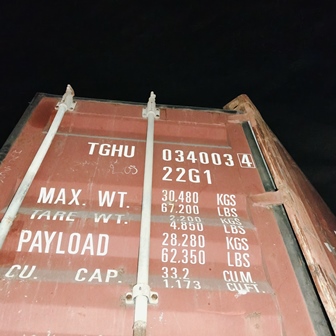 TGHU 034003 4
22G1
MAX. WT. 30.480 KGS
67.200 LBS
TARE WT. 2.200 KGS
4.850 LBS
PAYLOAD 28.280 KGS
62.350 LBS
CU. CAP. 33.2 CU.M.
1.173 CU.FT.